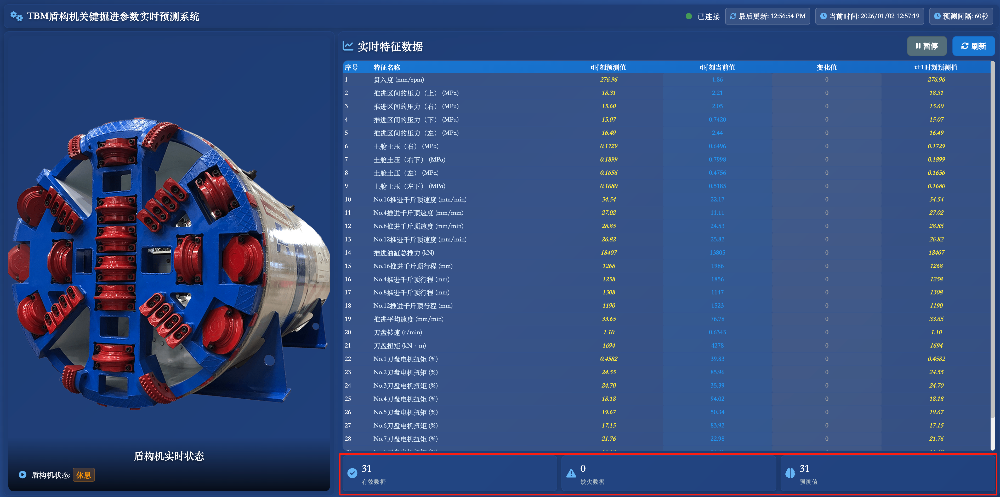 TBM盾构机关键掘进参数实时预测系统
已连接 最后更新: 12:56:54 PM 当前时间: 2026/01/02 12:57:19 预测间隔: 60秒
实时特征数据 暂停 刷新
序号 特征名称 t时刻预测值 t时刻当前值 变化值 t+1时刻预测值
1 贯入度 (mm/rpm) 276.96 1.86 0 276.96
2 推进区间的压力（上） (MPa) 18.31 2.21 0 18.31
3 推进区间的压力（右） (MPa) 15.60 2.05 0 15.60
4 推进区间的压力（下） (MPa) 15.07 0.7420 0 15.07
5 推进区间的压力（左） (MPa) 16.49 2.44 0 16.49
6 土舱土压（右） (MPa) 0.1729 0.6496 0 0.1729
7 土舱土压（右下） (MPa) 0.1899 0.7998 0 0.1899
8 土舱土压（左） (MPa) 0.1656 0.4756 0 0.1656
9 土舱土压（左下） (MPa) 0.1680 0.5185 0 0.1680
10 No.16推进千斤顶速度 (mm/min) 34.54 22.17 0 34.54
11 No.4推进千斤顶速度 (mm/min) 27.02 11.11 0 27.02
12 No.8推进千斤顶速度 (mm/min) 28.85 24.53 0 28.85
13 No.12推进千斤顶速度 (mm/min) 26.82 25.82 0 26.82
14 推进油缸总推力 (kN) 18407 13805 0 18407
15 No.16推进千斤顶行程 (mm) 1268 1986 0 1268
16 No.4推进千斤顶行程 (mm) 1258 1856 0 1258
17 No.8推进千斤顶行程 (mm) 1308 1147 0 1308
18 No.12推进千斤顶行程 (mm) 1190 1523 0 1190
19 推进平均速度 (mm/min) 33.65 76.78 0 33.65
20 刀盘转速 (r/min) 1.10 0.6343 0 1.10
21 刀盘扭矩 (kN · m) 1694 4278 0 1694
22 No.1刀盘电机扭矩 (%) 0.4582 39.83 0 0.4582
23 No.2刀盘电机扭矩 (%) 24.55 85.96 0 24.55
24 No.3刀盘电机扭矩 (%) 24.70 35.39 0 24.70
25 No.4刀盘电机扭矩 (%) 18.18 94.02 0 18.18
26 No.5刀盘电机扭矩 (%) 19.67 50.34 0 19.67
27 No.6刀盘电机扭矩 (%) 17.15 83.92 0 17.15
28 No.7刀盘电机扭矩 (%) 21.76 22.98 0 21.76
盾构机实时状态
盾构机状态: 休息
31
有效数据
0
缺失数据
31
预测值